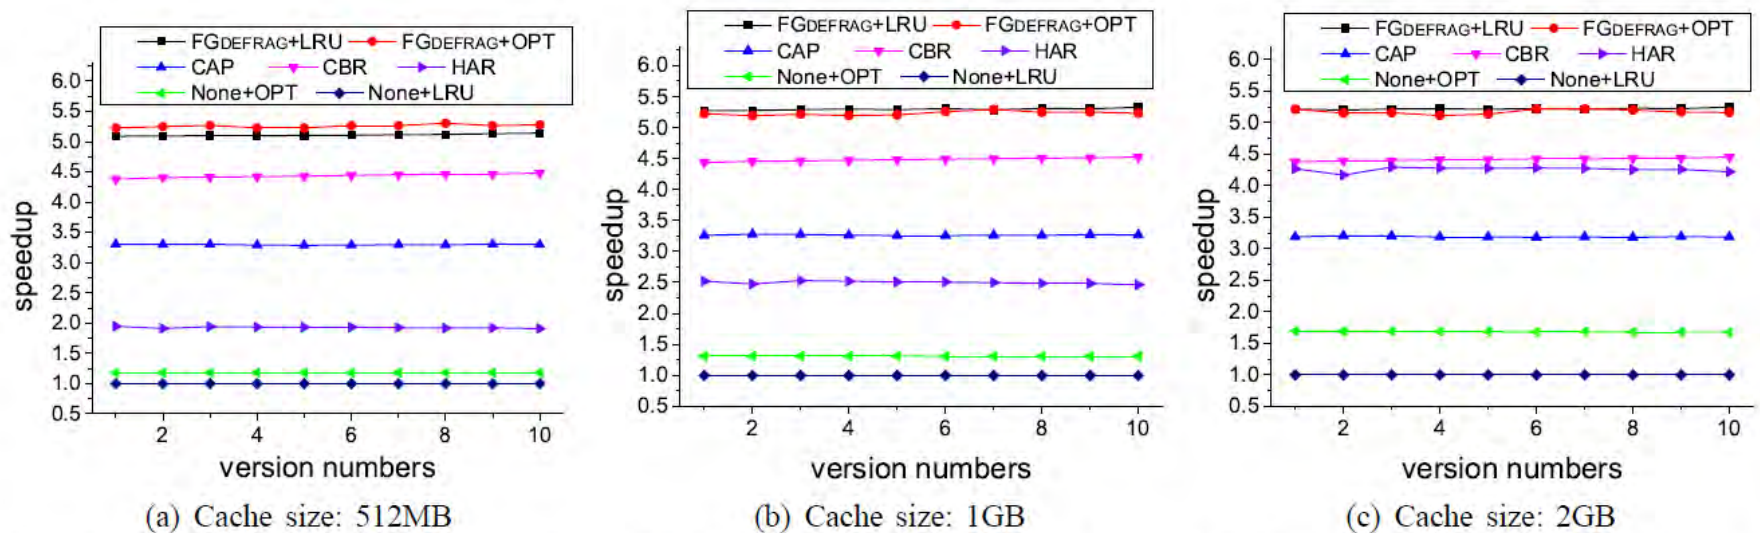 FGDEFRAG+LRU FGDEFRAG+OPT
CAP CBR HAR
None+OPT None+LRU
6.0
5.5
5.0
4.5
4.0
3.5
3.0
2.5
2.0
1.5
1.0
0.5
speedup
2 4 6 8 10
version numbers
(a) Cache size: 512MB
FGDEFRAG+LRU FGDEFRAG+OPT
CAP CBR HAR
None+OPT None+LRU
6.0
5.5
5.0
4.5
4.0
3.5
3.0
2.5
2.0
1.5
1.0
0.5
speedup
2 4 6 8 10
version numbers
(b) Cache size: 1GB
FGDEFRAG+LRU FGDEFRAG+OPT
CAP CBR HAR
None+OPT None+LRU
6.0
5.5
5.0
4.5
4.0
3.5
3.0
2.5
2.0
1.5
1.0
0.5
speedup
2 4 6 8 10
version numbers
(c) Cache size: 2GB